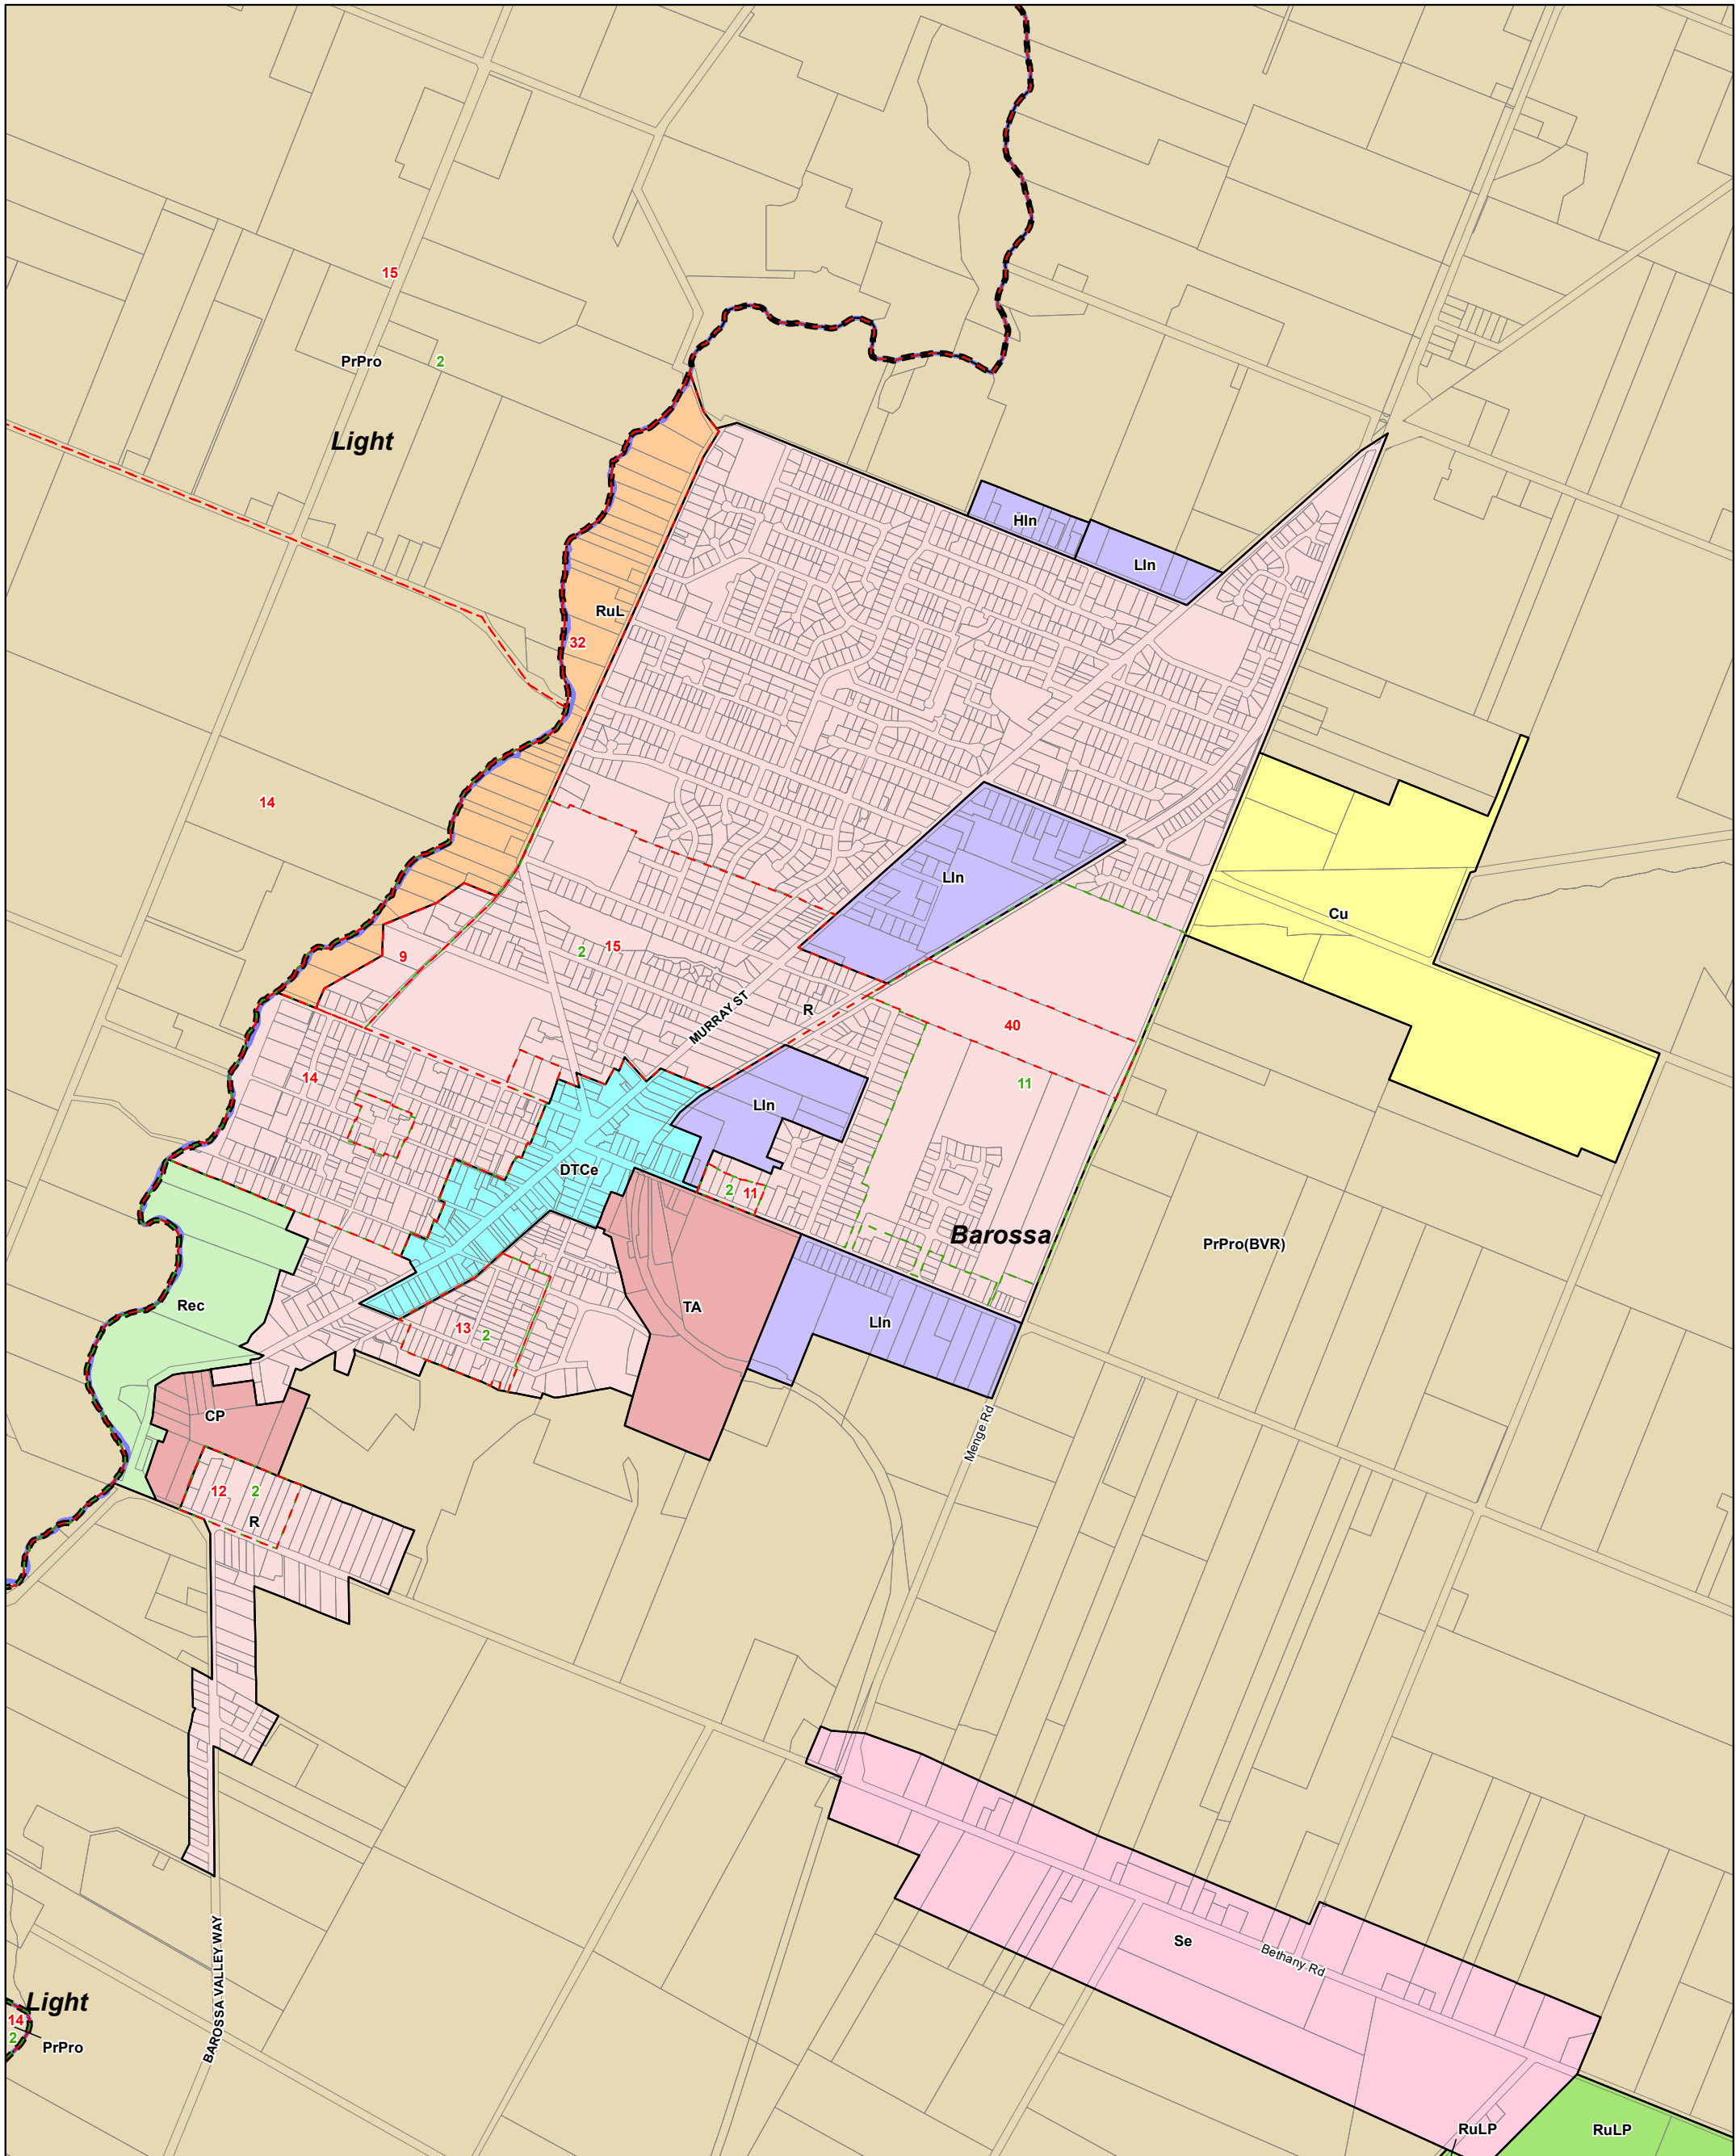 15
PrPro
2
Light
HIn
LIn
RuL
32
14
LIn
Cu
15
2
9
MURRAY ST
R
40
14
11
LIn
DTCe
2
11
Barossa
PrPro(BVR)
Rec
TA
LIn
13
2
CP
Menge Rd
12
2
R
Se
Bethany Rd
BAROSSA VALLEY WAY
Light
14
2
PrPro
RuLP
RuLP